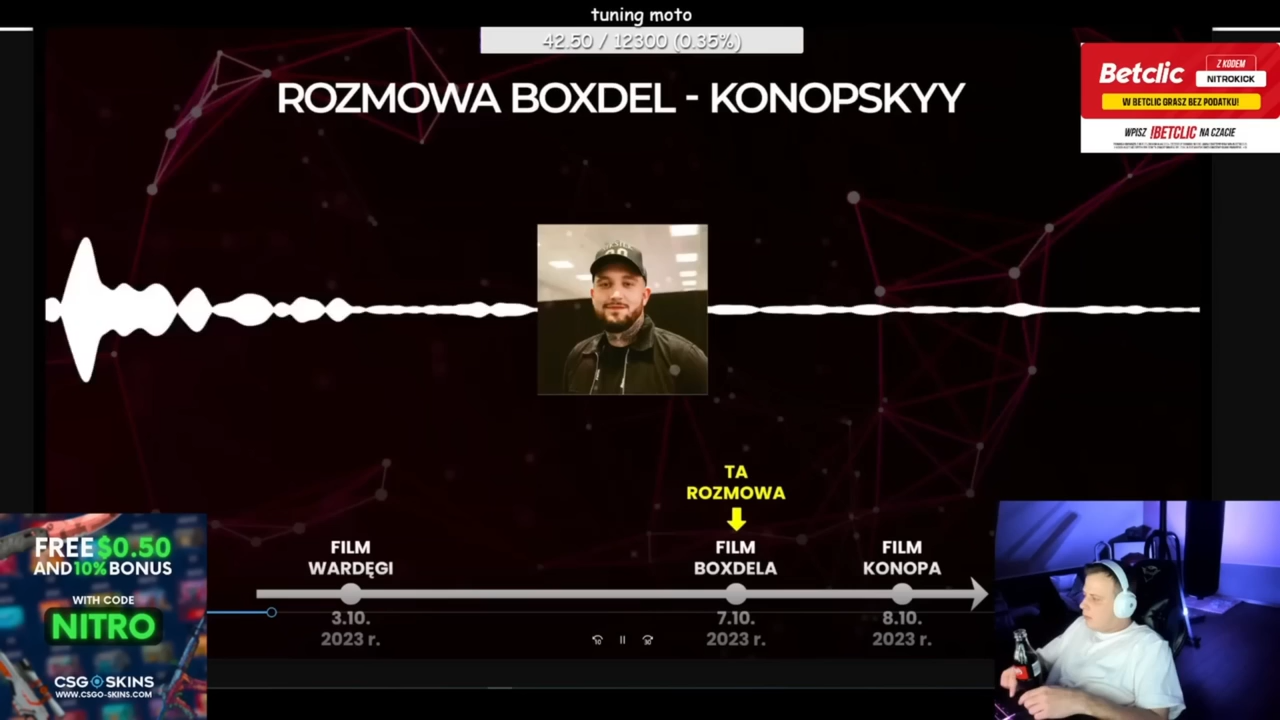 tuning moto
42.50 / 12300 (0.35%)
ROZMOWA BOXDEL - KONOPSKYY
Betclic
Z KODEM
NITROKICK
W BETCLIC GRASZ BEZ PODATKU!
WPISZ !BETCLIC NA CZACIE
TA
ROZMOWA
FILM
WARDĘGI
FILM
BOXDELA
FILM
KONOPA
3.10.
2023 r.
7.10.
2023 r.
8.10.
2023 r.
FREE $0.50
AND 10% BONUS
WITH CODE
NITRO
CSG SKINS
WWW.CSGO-SKINS.COM